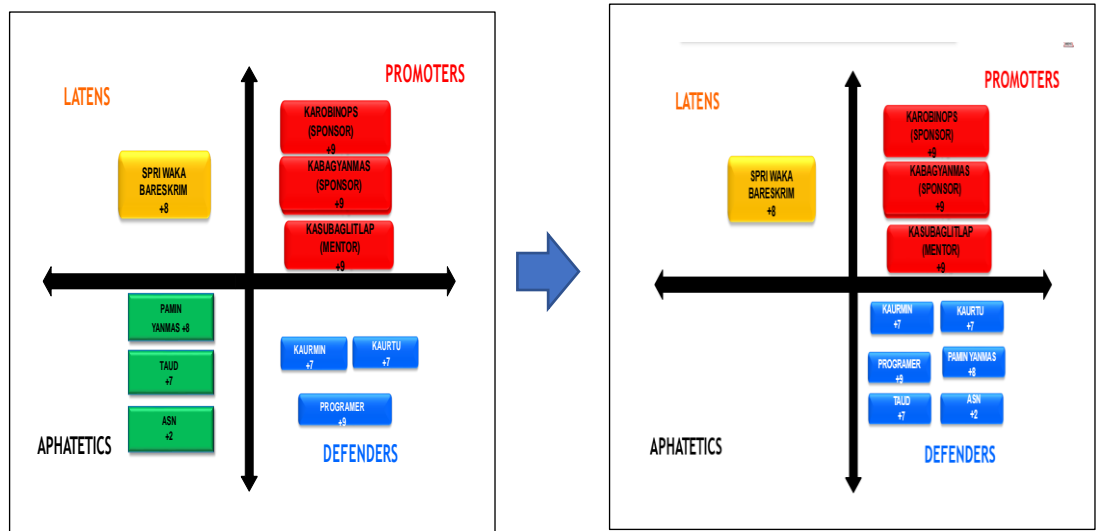 PROMOTERS
LATENS
KAROBINOPS
(SPONSOR)
+9
KABAGYANMAS
(SPONSOR)
+9
SPRI WAKA
BARESKRIM
+8
KASUBAGLITLAP
(MENTOR)
+9
PAMIN
YANMAS +8
TAUD
+7
ASN
+2
KAURMIN
+7
KAURTU
+7
PROGRAMER
+9
APHATETICS
DEFENDERS
PROMOTERS
LATENS
KAROBINOPS
(SPONSOR)
+9
KABAGYANMAS
(SPONSOR)
+9
SPRI WAKA
BARESKRIM
+8
KASUBAGLITLAP
(MENTOR)
+9
KAURMIN
+7
KAURTU
+7
PROGRAMER
+9
PAMIN YANMAS
+8
TAUD
+7
ASN
+2
APHATETICS
DEFENDERS